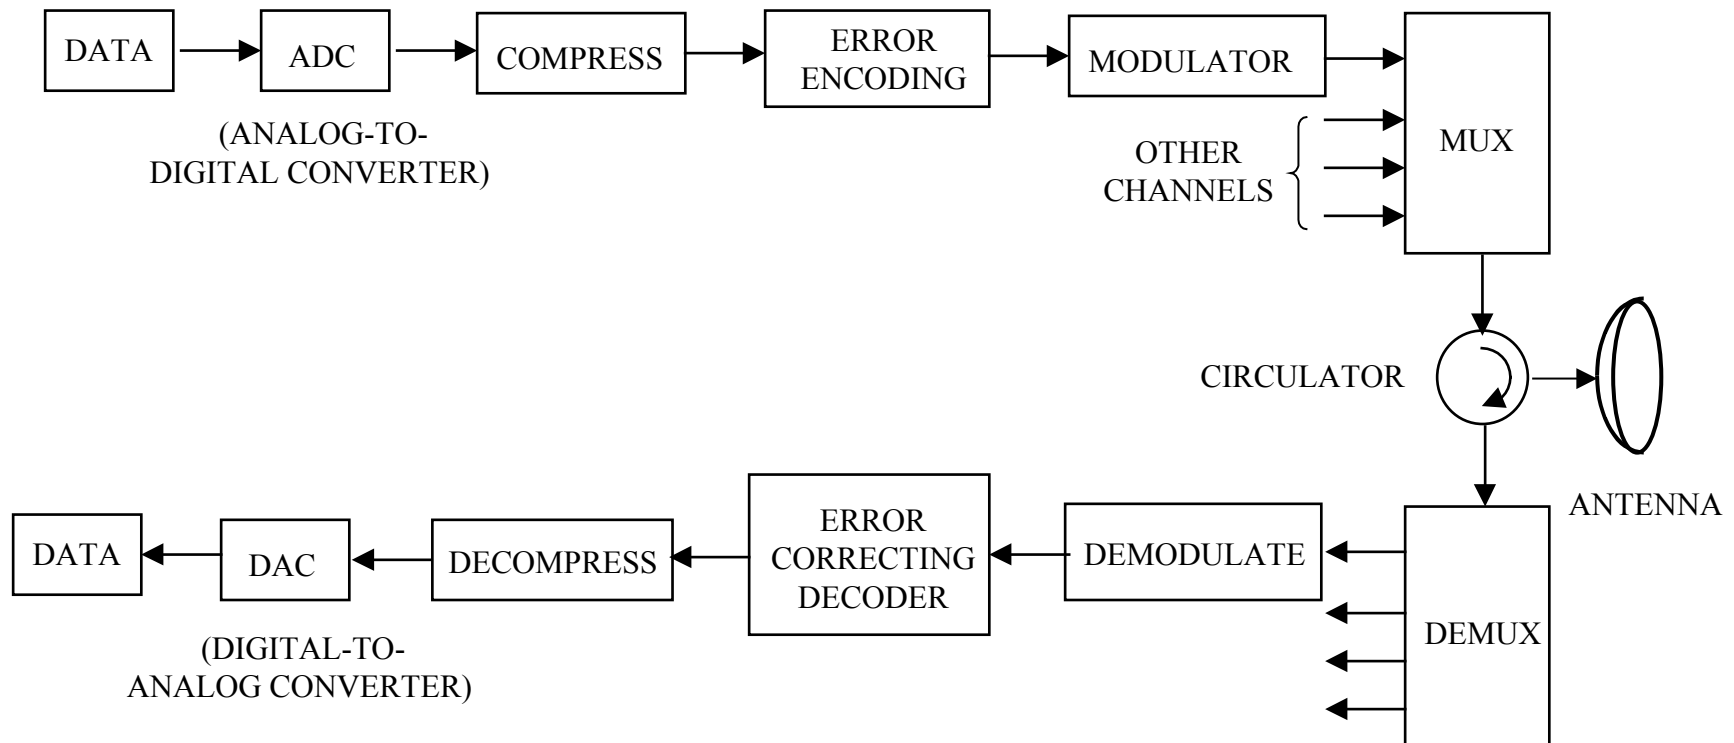 DATA
ADC
COMPRESS
ERROR
ENCODING
MODULATOR
MUX
(ANALOG-TO-
DIGITAL CONVERTER)
OTHER
CHANNELS
CIRCULATOR
ANTENNA
DATA
DAC
DECOMPRESS
ERROR
CORRECTING
DECODER
DEMODULATE
DEMUX
(DIGITAL-TO-
ANALOG CONVERTER)